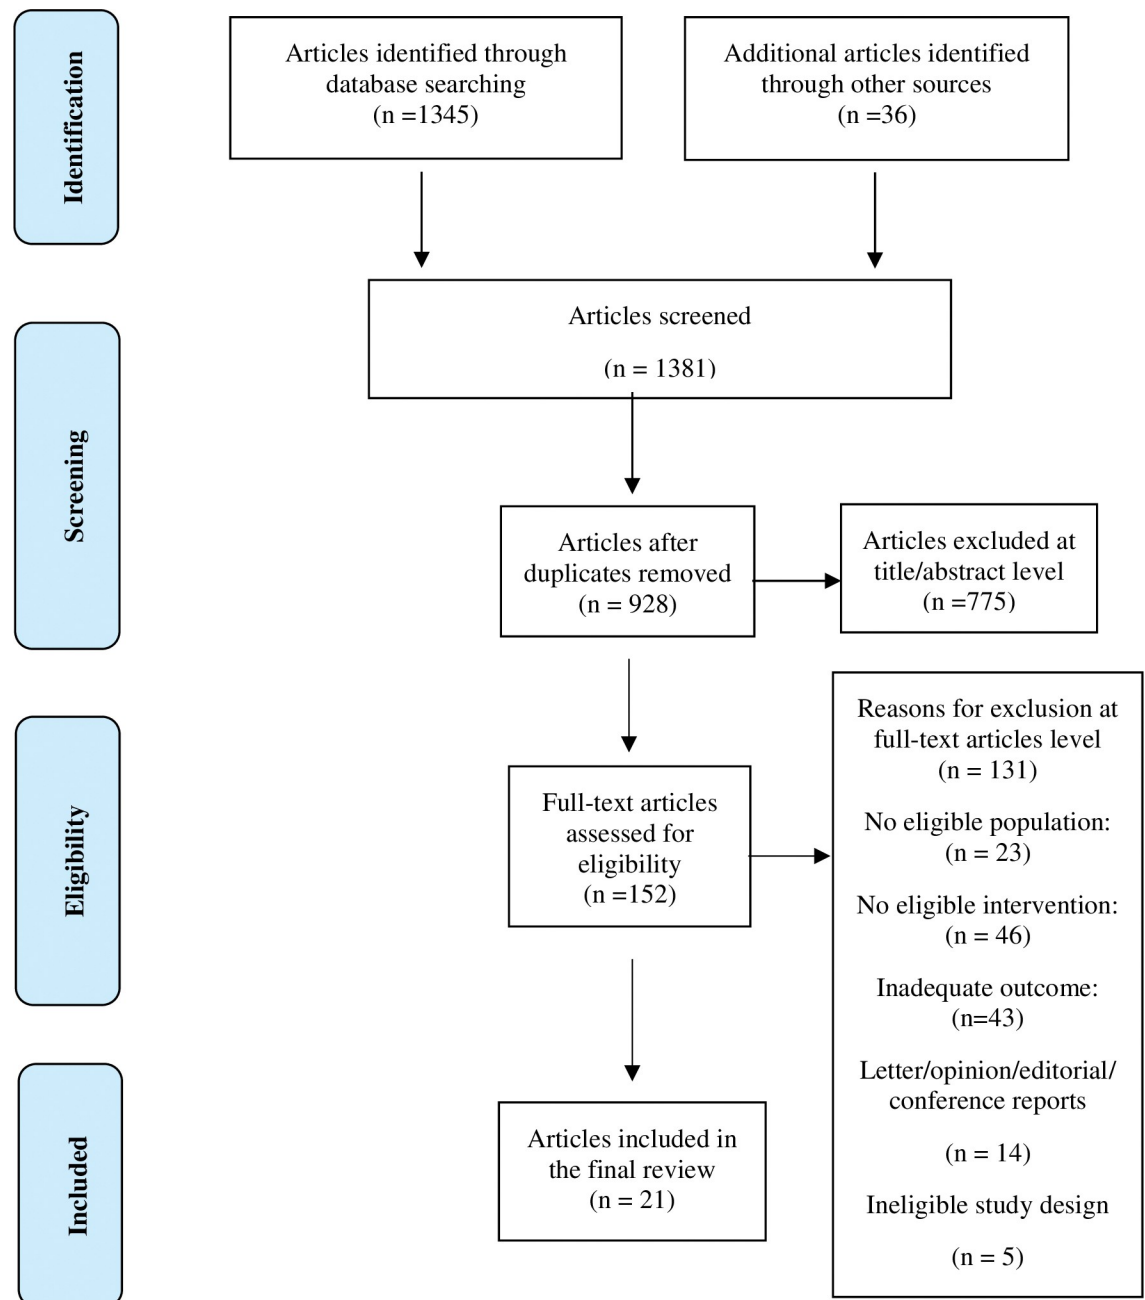 Identification
Articles identified through
database searching
(n =1345)
Additional articles identified
through other sources
(n =36)
Screening
Articles screened
(n = 1381)
Articles after
duplicates removed
(n = 928)
Articles excluded at
title/abstract level
(n =775)
Eligibility
Full-text articles
assessed for
eligibility
(n =152)
Reasons for exclusion at
full-text articles level
(n = 131)
No eligible population:
(n = 23)
No eligible intervention:
(n = 46)
Inadequate outcome:
(n=43)
Letter/opinion/editorial/
conference reports
(n = 14)
Ineligible study design
(n = 5)
Included
Articles included in
the final review
(n = 21)